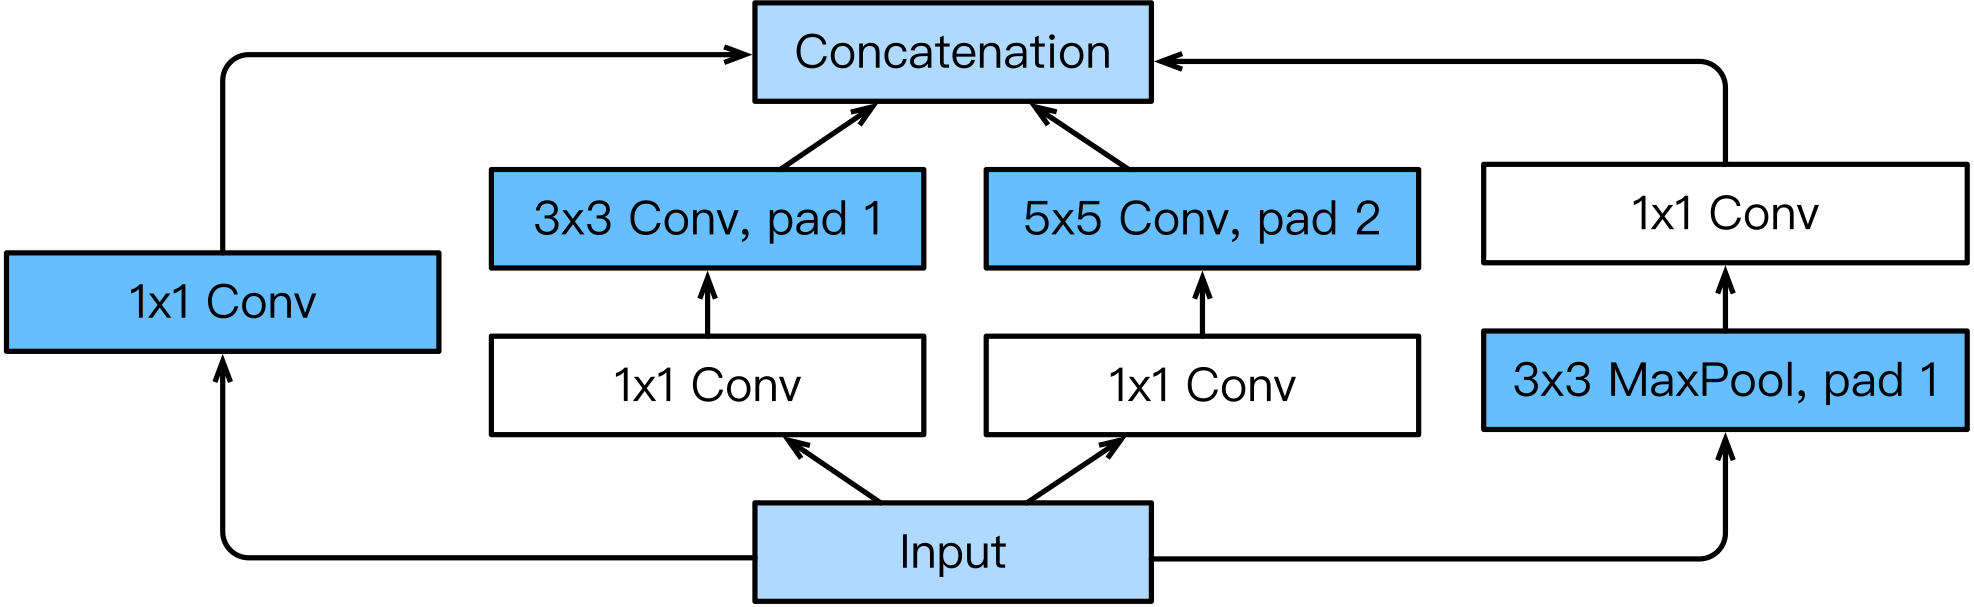 Concatenation
3x3 Conv, pad 1
5x5 Conv, pad 2
1x1 Conv
1x1 Conv
1x1 Conv
1x1 Conv
3x3 MaxPool, pad 1
Input